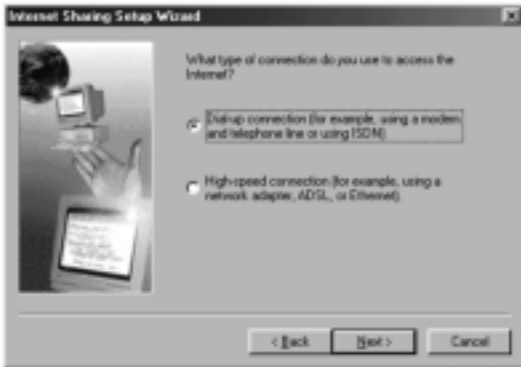 Internet Sharing Setup Wizard
What type of connection do you use to access the
Internet?
Dial-up connection (for example, using a modem
and telephone line or using ISDN)
High-speed connection (for example, using a
network adapter, ADSL, or Ethernet).
< Back
Next >
Cancel